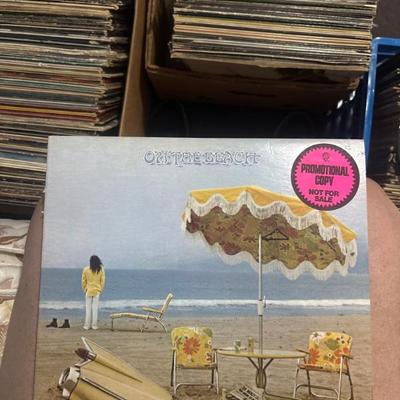 ON THE BEACH
PROMOTIONAL
COPY
NOT FOR
SALE